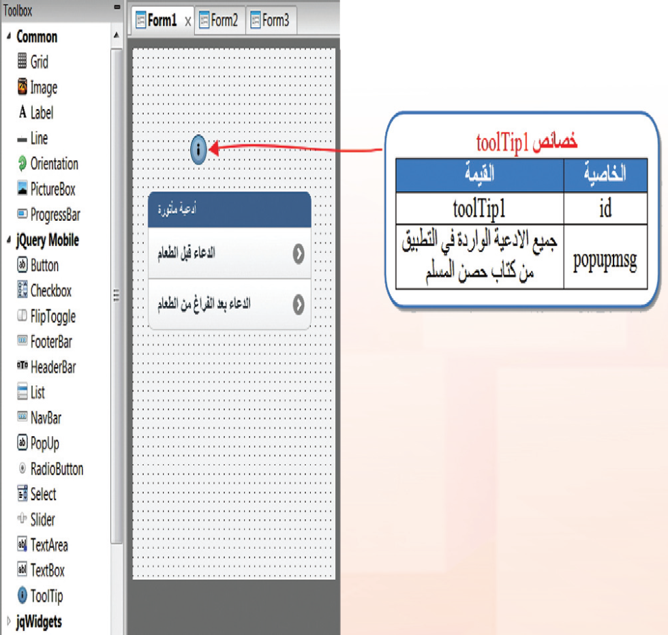 Toolbox
Common
Grid
Image
Label
Line
Orientation
PictureBox
ProgressBar
jQuery Mobile
Button
Checkbox
FlipToggle
FooterBar
HeaderBar
List
NavBar
PopUp
RadioButton
Select
Slider
TextArea
TextBox
ToolTip
jqWidgets
Form1 x Form2 Form3
أدعية مأثورة
الدعاء قبل الطعام
الدعاء بعد الفراغ من الطعام
خصائص toolTip1
الخاصية القيمة
id toolTip1
popupmsg جميع الادعية الواردة في التطبيق
من كتاب حصن المسلم